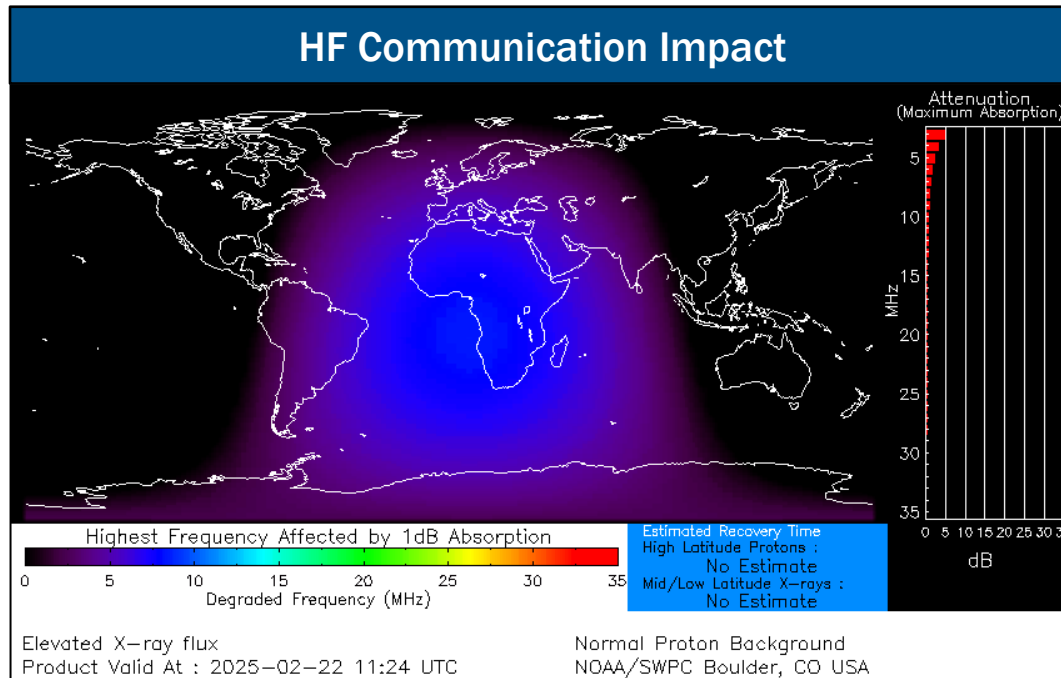 HF Communication Impact
Attenuation
(Maximum Absorption)
5
10
15
20
25
30
35
MHz
0 5 10 15 20 25 30 3
dB
Highest Frequency Affected by 1dB Absorption
0 5 10 15 20 25 30 35
Degraded Frequency (MHz)
Estimated Recovery Time
High Latitude Protons :
No Estimate
Mid/Low Latitude X-rays :
No Estimate
Elevated X-ray flux
Product Valid At : 2025-02-22 11:24 UTC
Normal Proton Background
NOAA/SWPC Boulder, CO USA